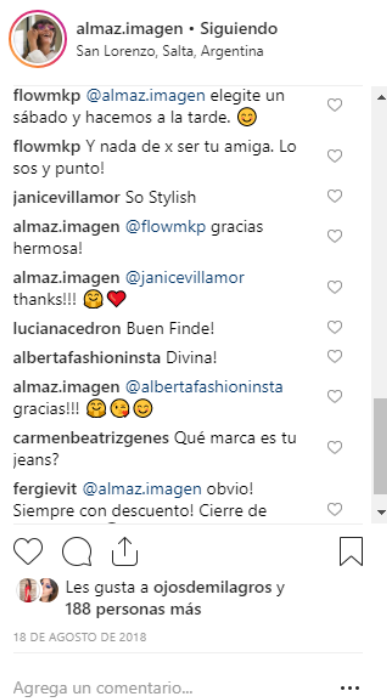 almaz.imagen • Siguiendo
San Lorenzo, Salta, Argentina
flowmkp @almaz.imagen elegite un
sábado y hacemos a la tarde. 😊
flowmkp Y nada de x ser tu amiga. Lo
sos y punto!
janicevillamor So Stylish
almaz.imagen @flowmkp gracias
hermosa!
almaz.imagen @janicevillamor
thanks!!! 🤗❤️
lucianacedron Buen Finde!
albertafashioninsta Divina!
almaz.imagen @albertafashioninsta
gracias!!! 🤗😘😊
carmenbeatrizgenes Qué marca es tu
jeans?
fergievit @almaz.imagen obvio!
Siempre con descuento! Cierre de
Les gusta a ojosdemilagros y
188 personas más
18 DE AGOSTO DE 2018
Agrega un comentario...